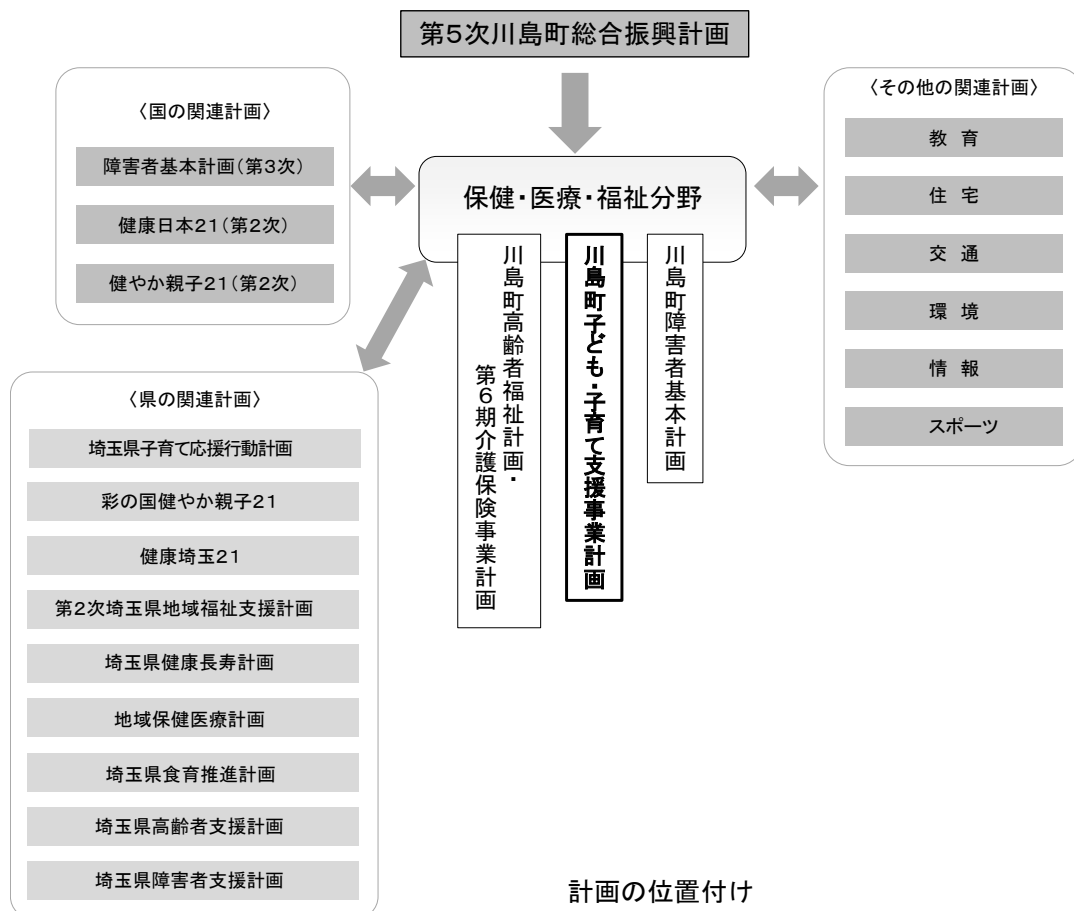 第5次川島町総合振興計画
〈国の関連計画〉
障害者基本計画(第3次)
健康日本21(第2次)
健やか親子21(第2次)
保健・医療・福祉分野
川島町高齢者福祉計画・
第6期介護保険事業計画
川島町子ども・子育て支援事業計画
川島町障害者基本計画
〈その他の関連計画〉
教 育
住 宅
交 通
環 境
情 報
スポーツ
〈県の関連計画〉
埼玉県子育て応援行動計画
彩の国健やか親子21
健康埼玉21
第2次埼玉県地域福祉支援計画
埼玉県健康長寿計画
地域保健医療計画
埼玉県食育推進計画
埼玉県高齢者支援計画
埼玉県障害者支援計画
計画の位置付け